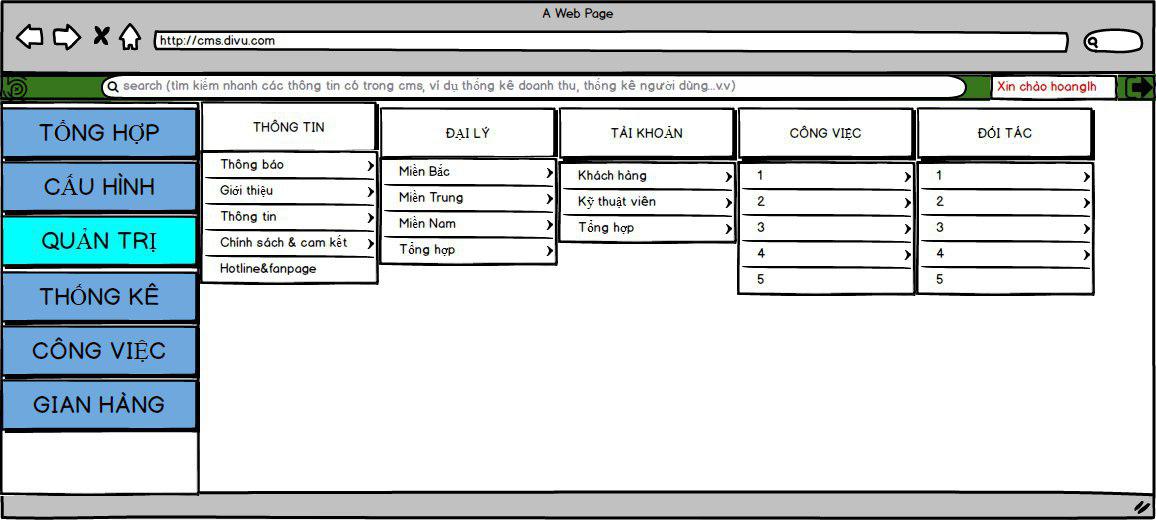 A Web Page
http://cms.divu.com
search (tìm kiếm nhanh các thông tin có trong cms, ví dụ thống kê doanh thu, thống kê người dùng...v.v)
Xin chào hoanglh
TỔNG HỢP
CẤU HÌNH
QUẢN TRỊ
THỐNG KÊ
CÔNG VIỆC
GIAN HÀNG
THÔNG TIN
Thông báo
Giới thiệu
Thông tin
Chính sách & cam kết
Hotline&fanpage
ĐẠI LÝ
Miền Bắc
Miền Trung
Miền Nam
Tổng hợp
TÀI KHOẢN
Khách hàng
Kỹ thuật viên
Tổng hợp
CÔNG VIỆC
1
2
3
4
5
ĐỐI TÁC
1
2
3
4
5